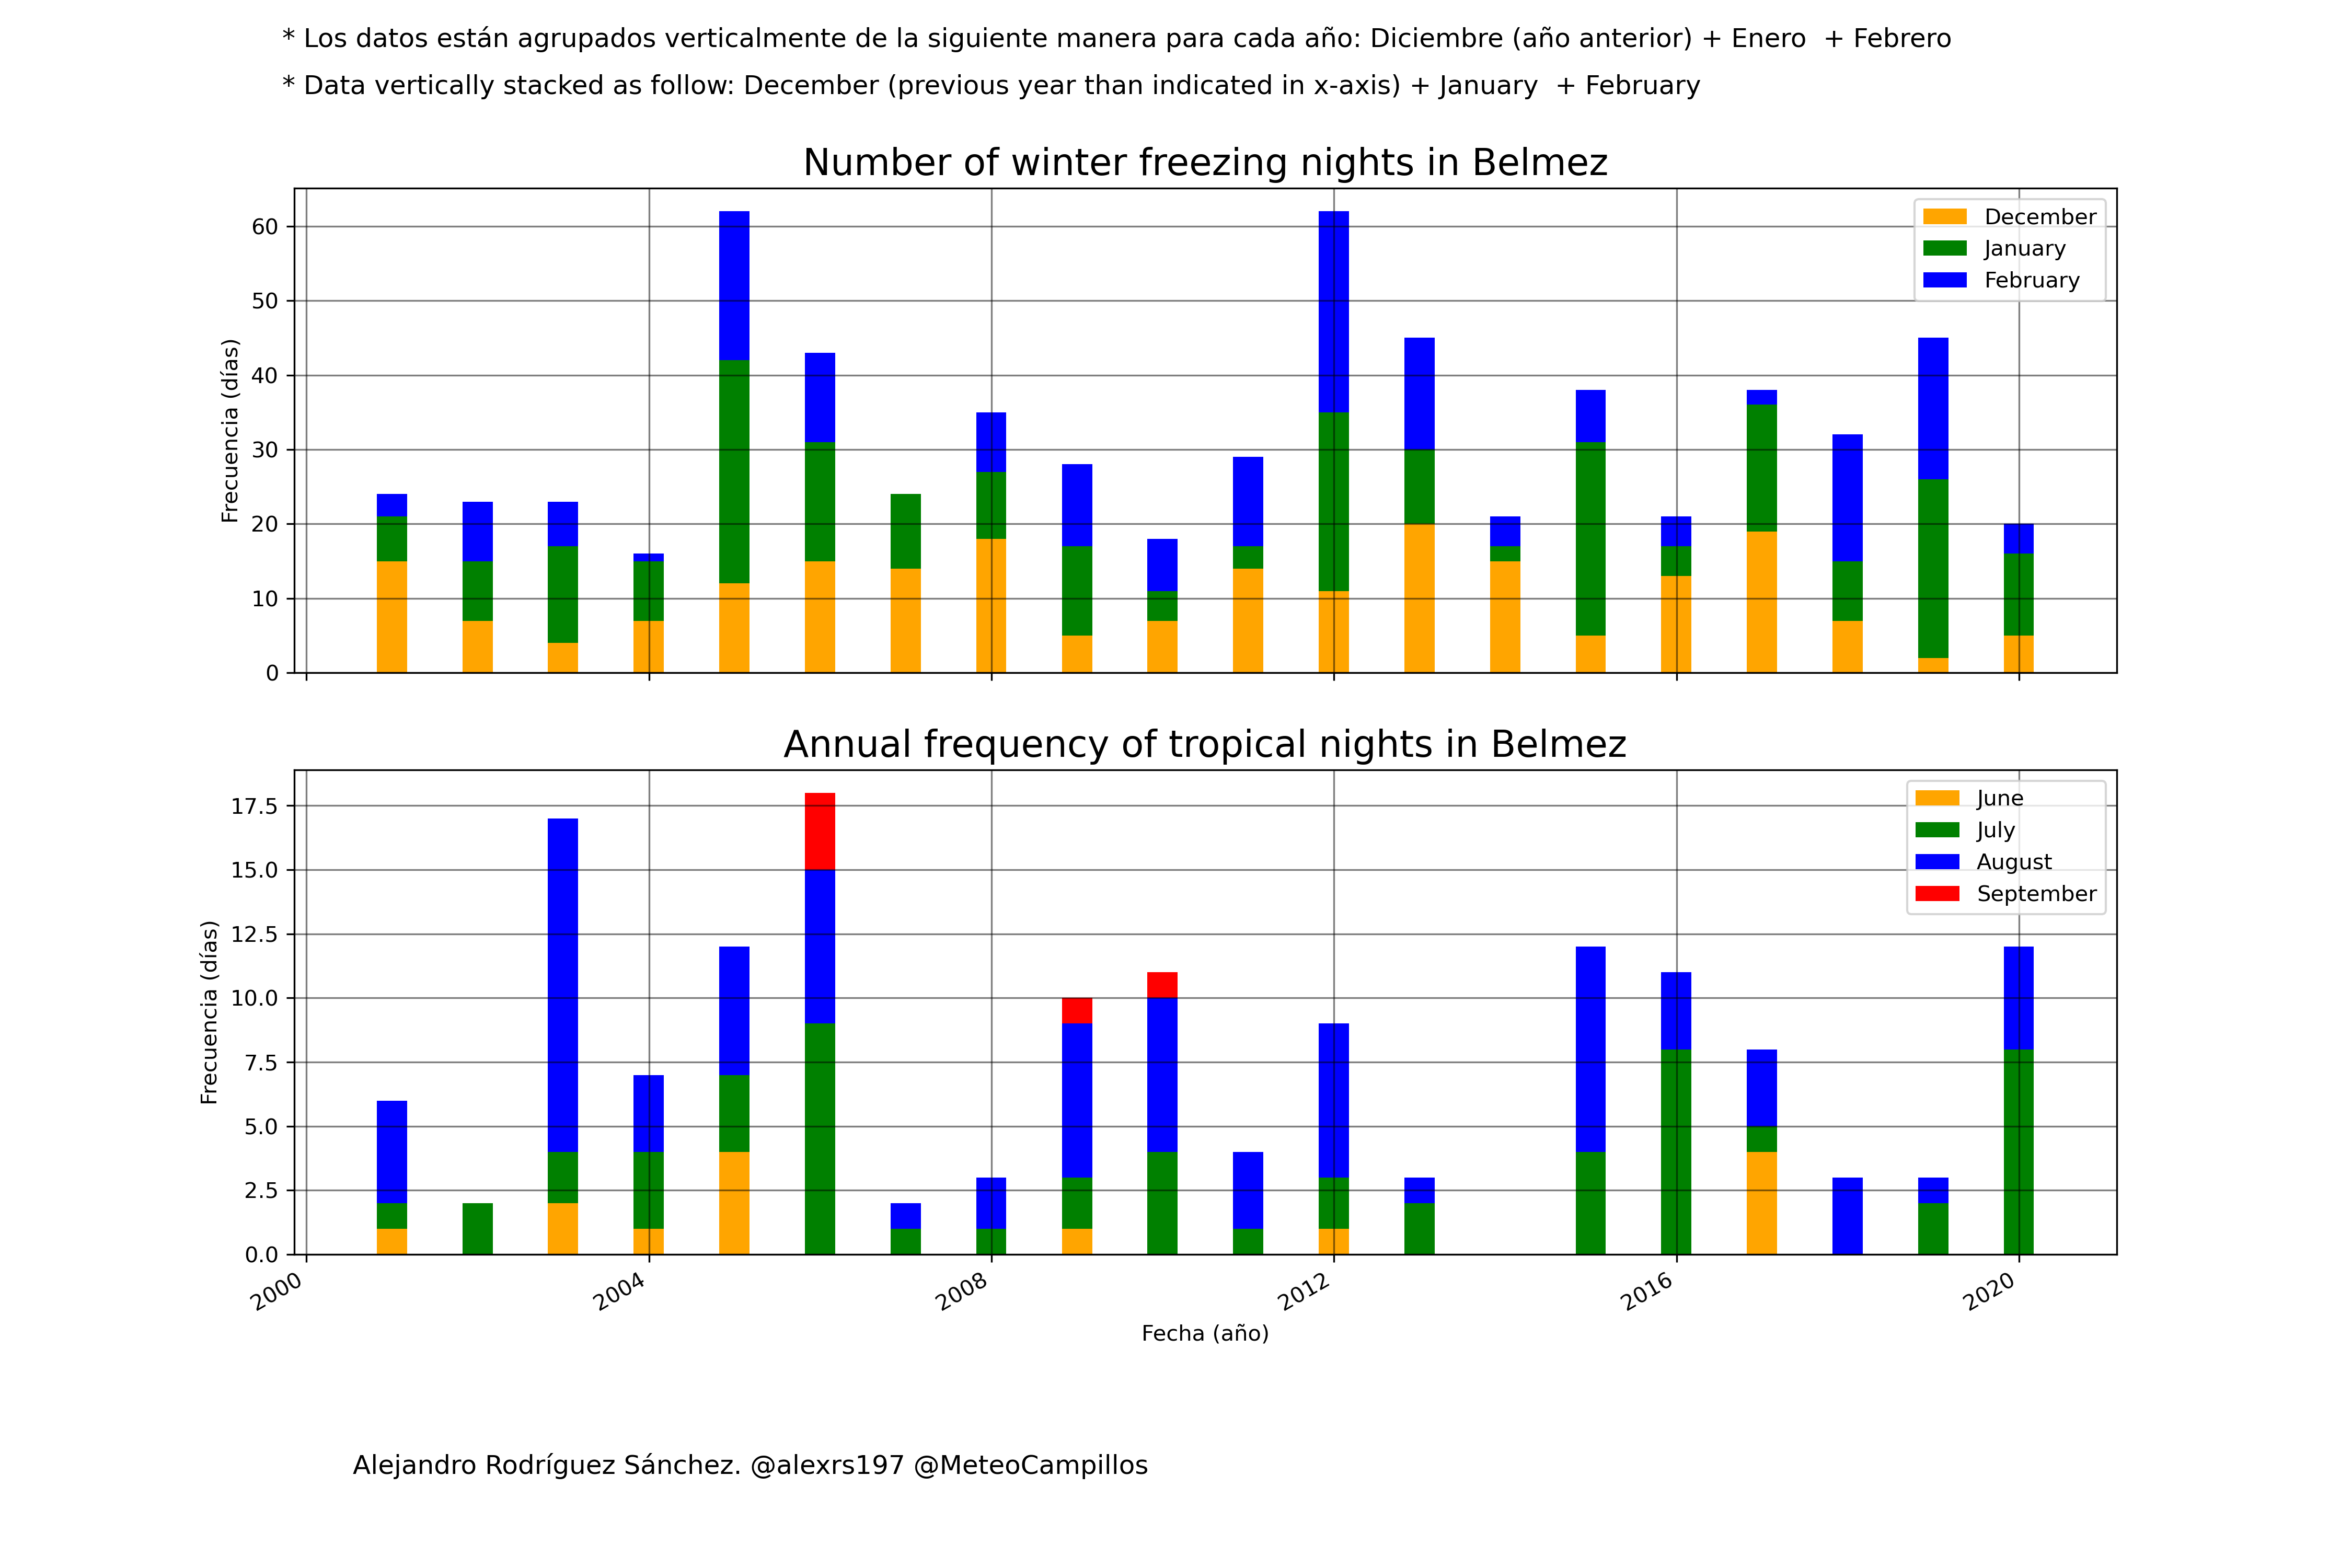 * Los datos están agrupados verticalmente de la siguiente manera para cada año: Diciembre (año anterior) + Enero  + Febrero
* Data vertically stacked as follow: December (previous year than indicated in x-axis) + January  + February
Number of winter freezing nights in Belmez
60
50
40
30
20
10
0
Frecuencia (días)
December
January
February
Annual frequency of tropical nights in Belmez
17.5
15.0
12.5
10.0
7.5
5.0
2.5
0.0
Frecuencia (días)
June
July
August
September
2000
2004
2008
2012
2016
2020
Fecha (año)
Alejandro Rodríguez Sánchez. @alexrs197 @MeteoCampillos